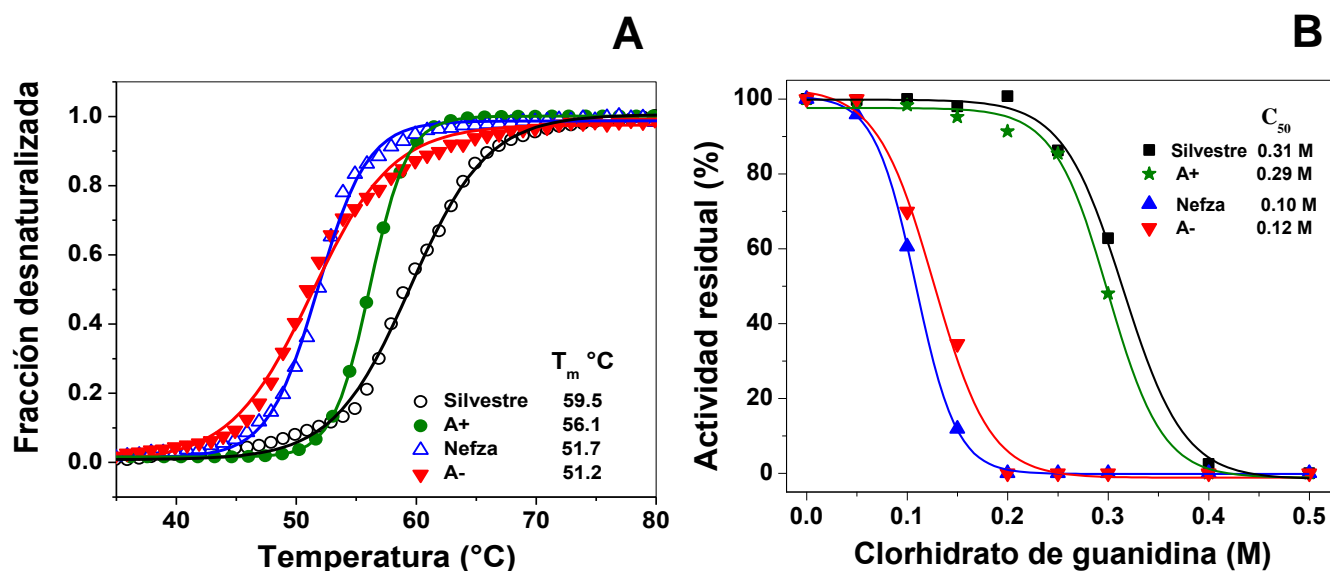 A
Fracción desnaturalizada
1.0
0.8
0.6
0.4
0.2
0.0
T m °C
Silvestre 59.5
A+ 56.1
Nefza 51.7
A- 51.2
40 50 60 70 80
Temperatura (°C)
B
Actividad residual (%)
100
80
60
40
20
0
C50
Silvestre 0.31 M
A+ 0.29 M
Nefza 0.10 M
A- 0.12 M
0.0 0.1 0.2 0.3 0.4 0.5
Clorhidrato de guanidina (M)